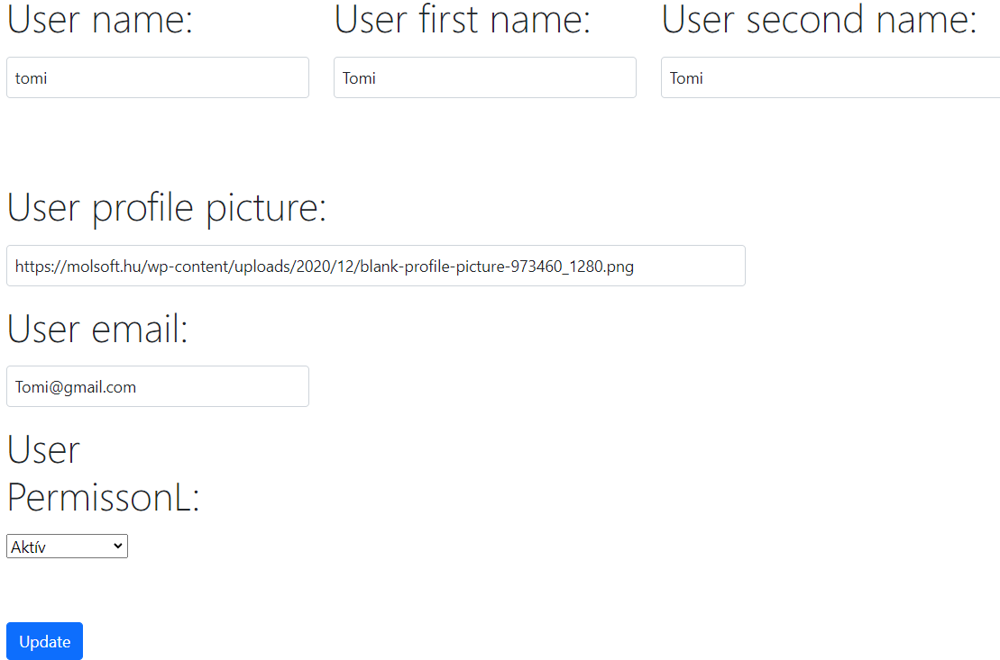 User name: User first name: User second name:
tomi Tomi Tomi
User profile picture:
https://molsoft.hu/wp-content/uploads/2020/12/blank-profile-picture-973460_1280.png
User email:
Tomi@gmail.com
User
PermissonL:
Aktív
Update